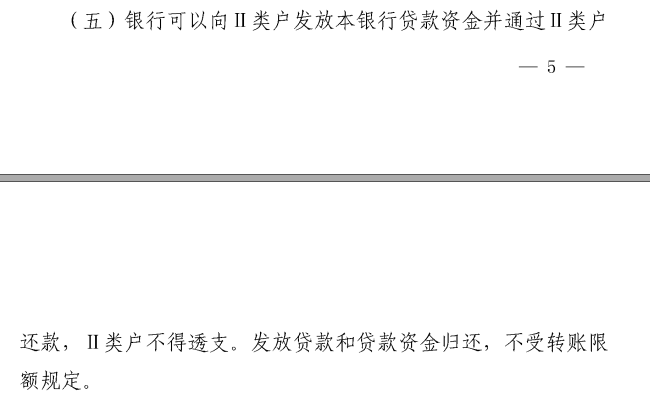 （五）银行可以向Ⅱ类户发放本银行贷款资金并通过Ⅱ类户
— 5 —
还款，Ⅱ类户不得透支。发放贷款和贷款资金归还，不受转账限
额规定。